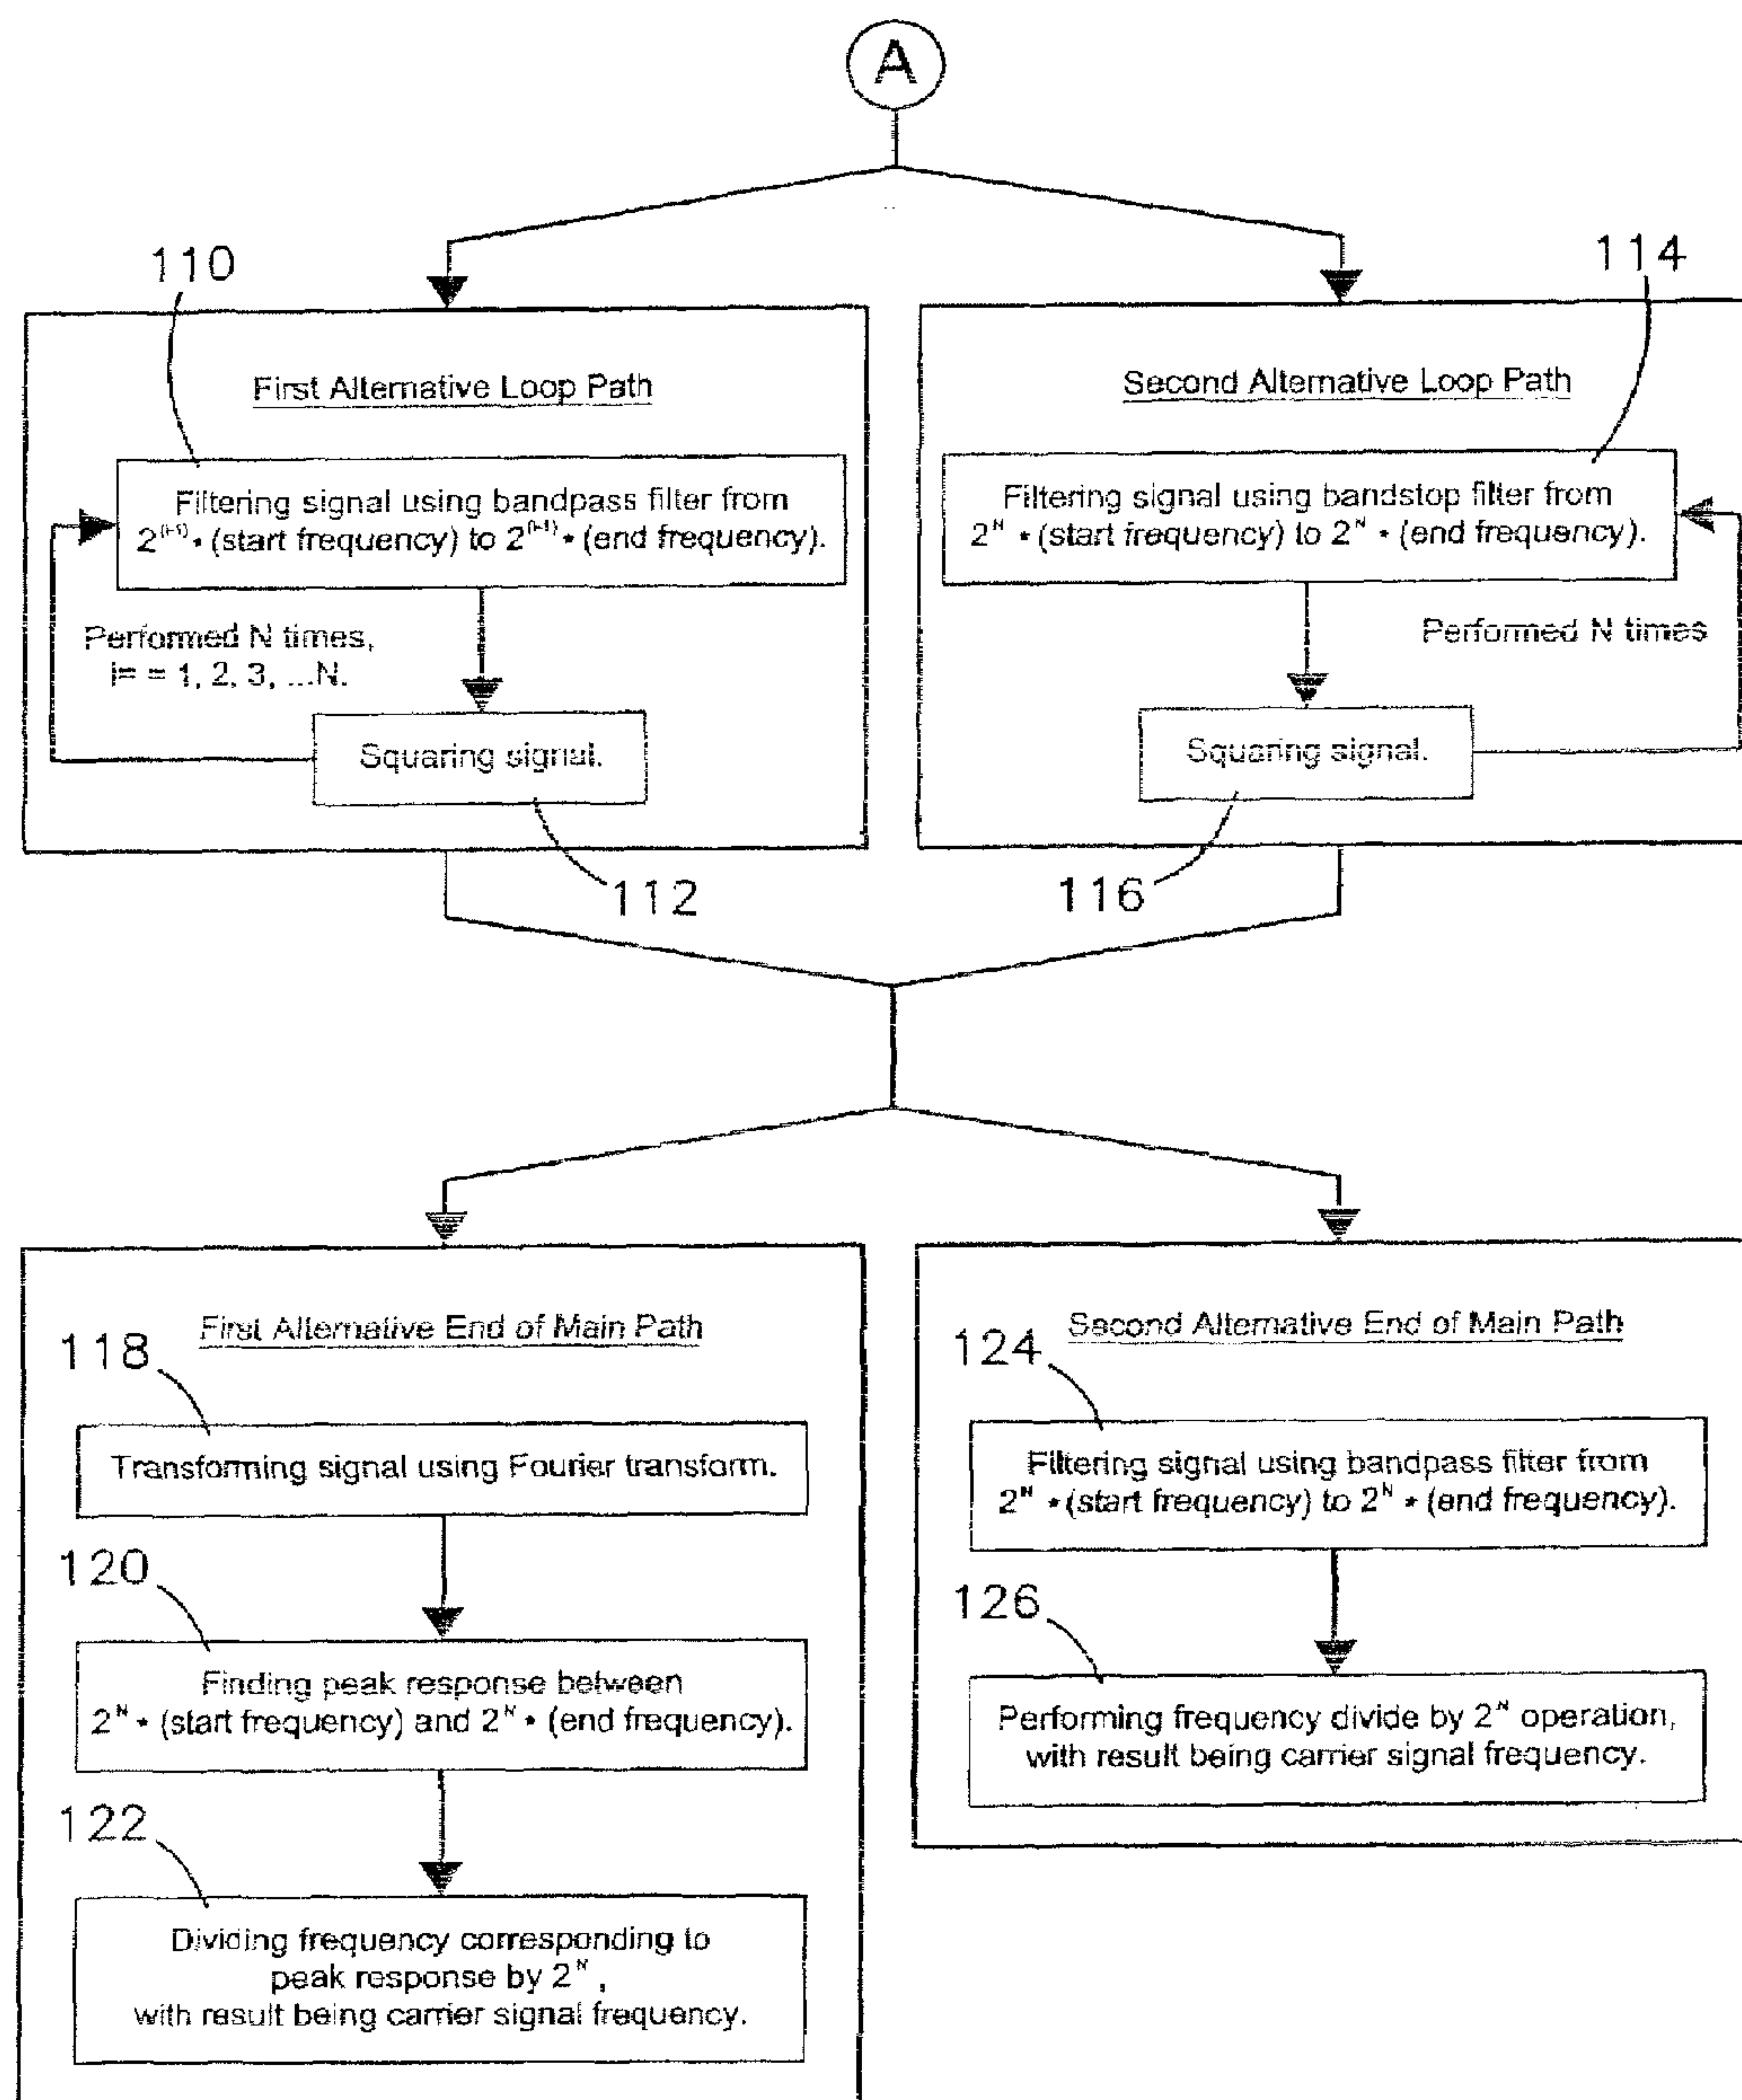 A
110
114
First Alternative Loop Path
Filtering signal using bandpass filter from
2^(i-1) * (start frequency) to 2^(i-1) * (end frequency).
Performed N times,
i= = 1, 2, 3, ...N.
Squaring signal.
112
Second Alternative Loop Path
Filtering signal using bandstop filter from
2^N * (start frequency) to 2^N * (end frequency).
Performed N times
Squaring signal.
116
First Alternative End of Main Path
118
Transforming signal using Fourier transform.
120
Finding peak response between
2^N * (start frequency) and 2^N * (end frequency).
122
Dividing frequency corresponding to
peak response by 2^N ,
with result being carrier signal frequency.
Second Alternative End of Main Path
124
Filtering signal using bandpass filter from
2^N * (start frequency) to 2^N * (end frequency).
126
Performing frequency divide by 2^N operation,
with result being carrier signal frequency.